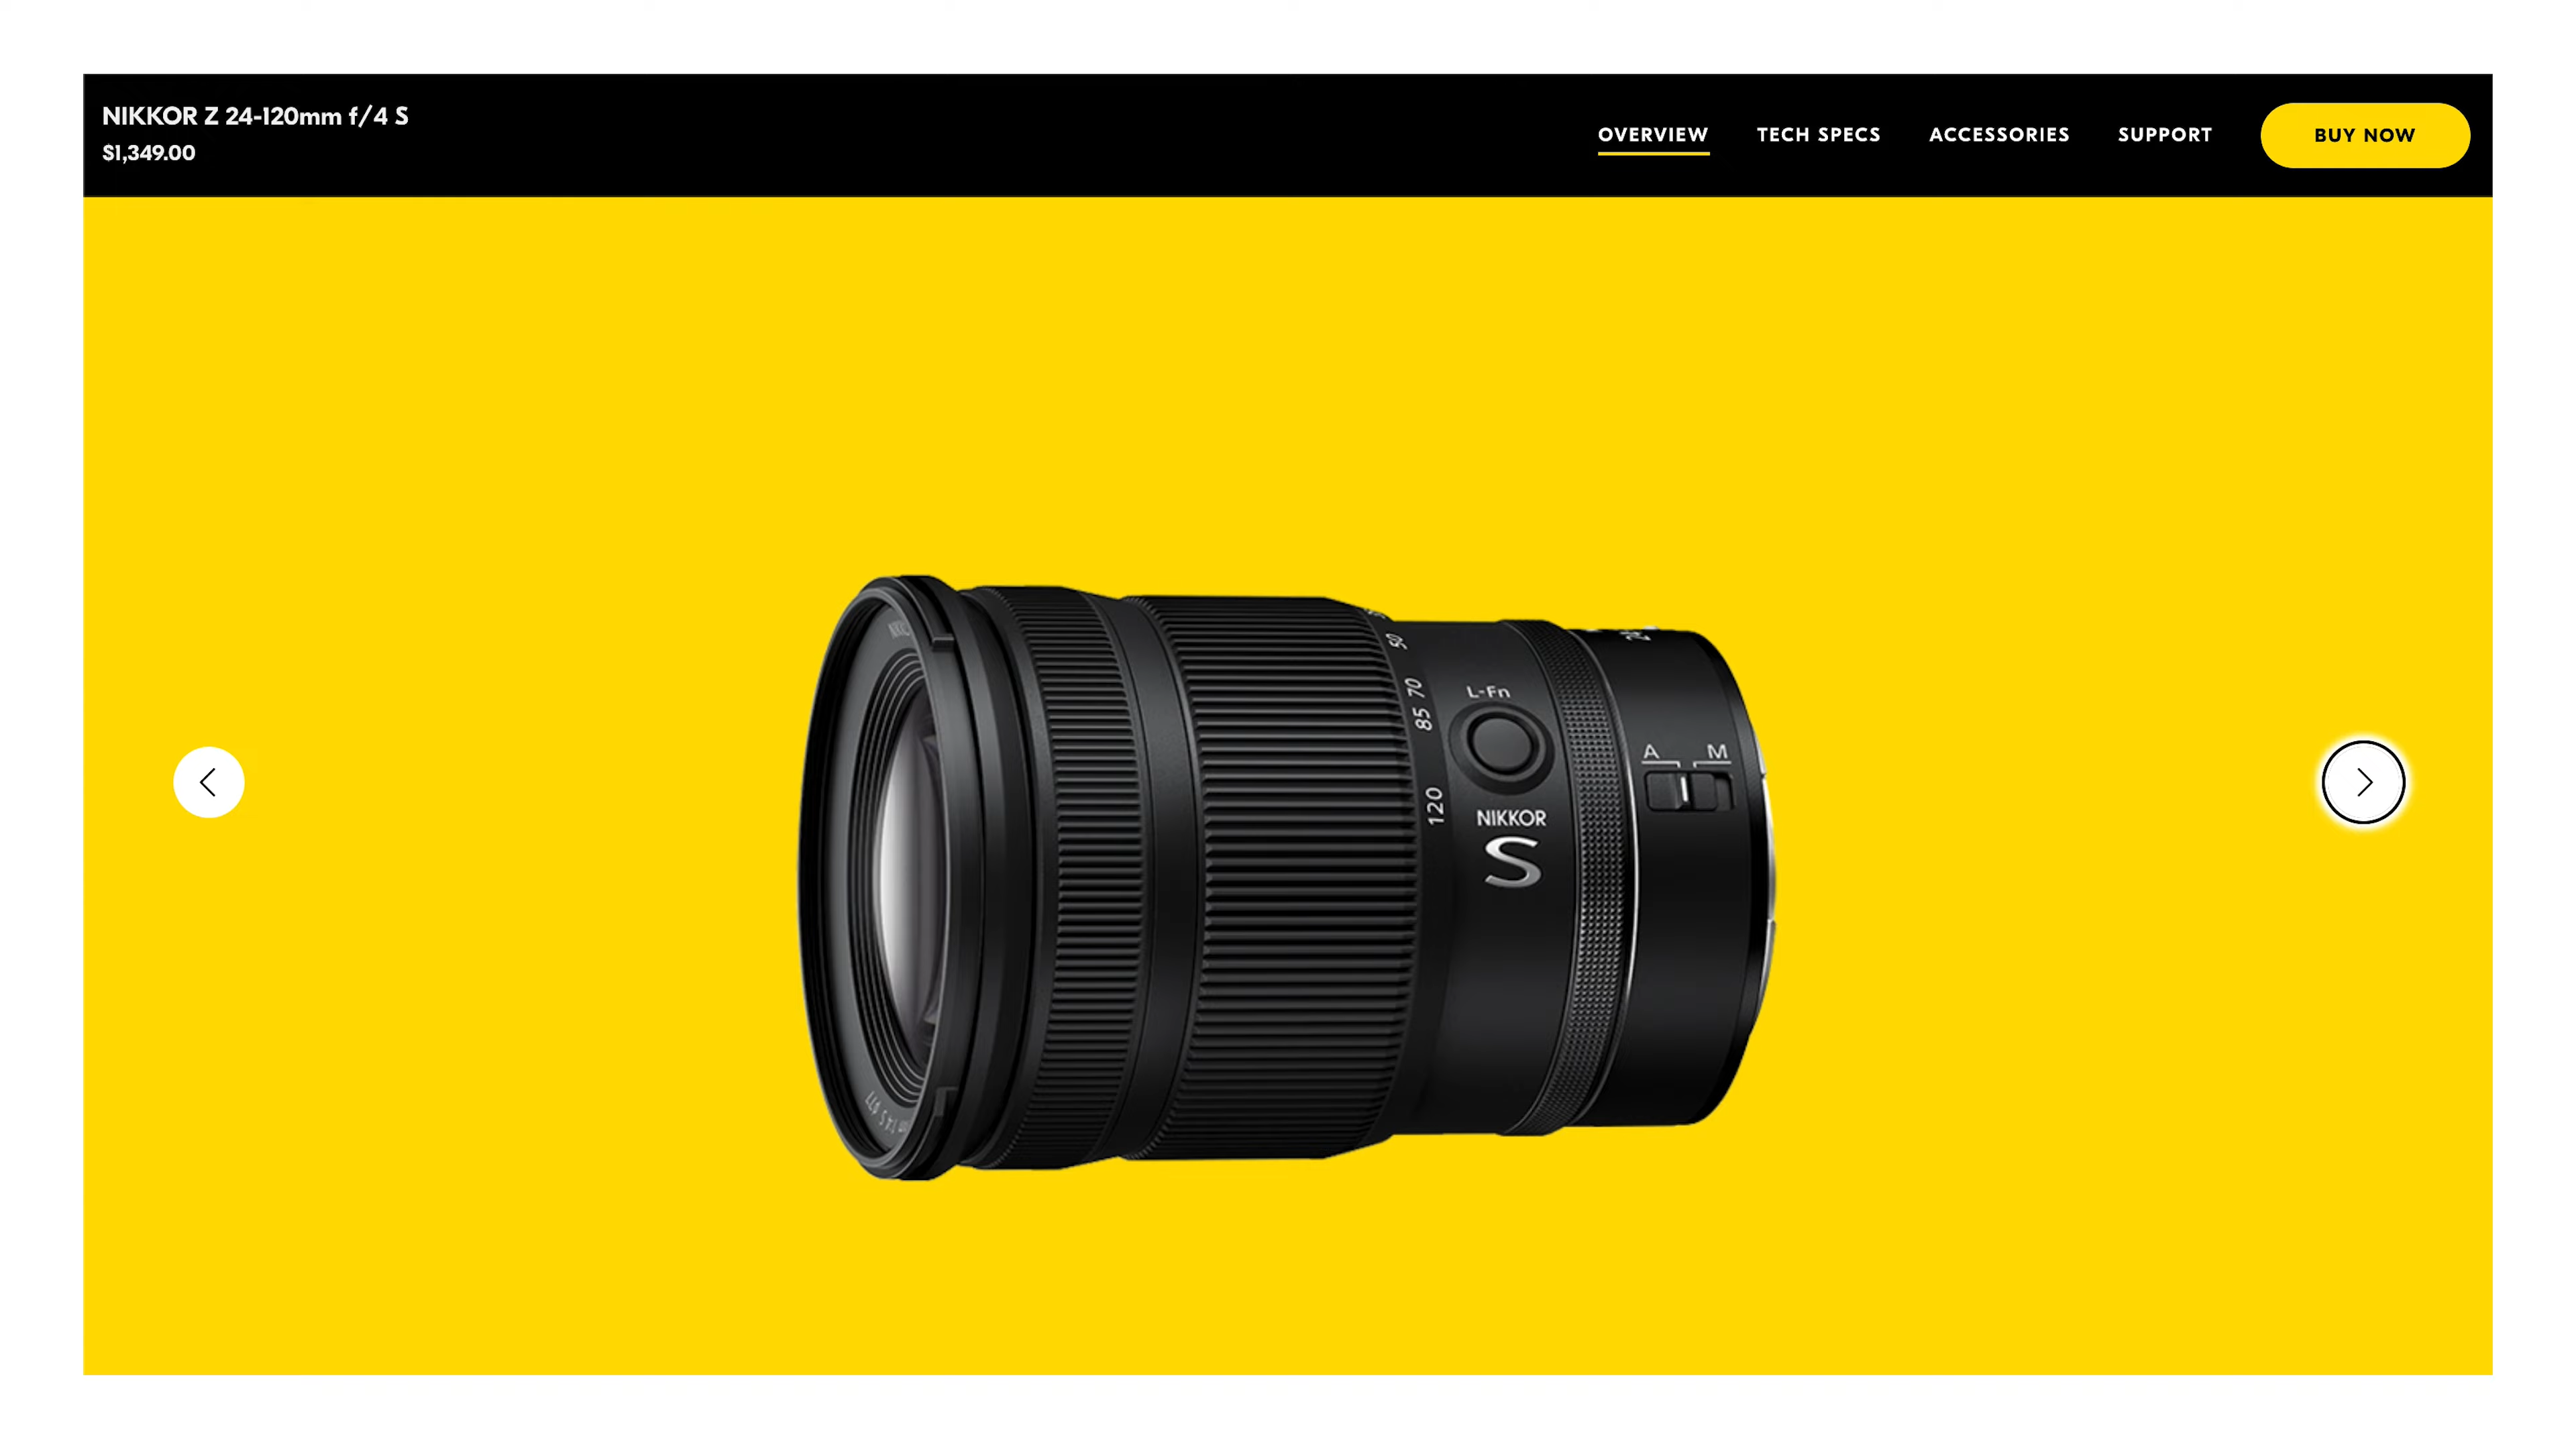 NIKKOR Z 24-120mm f/4 S
$1,349.00
OVERVIEW
TECH SPECS
ACCESSORIES
SUPPORT
BUY NOW
50
70
85
120
L-Fn
A M
NIKKOR
S